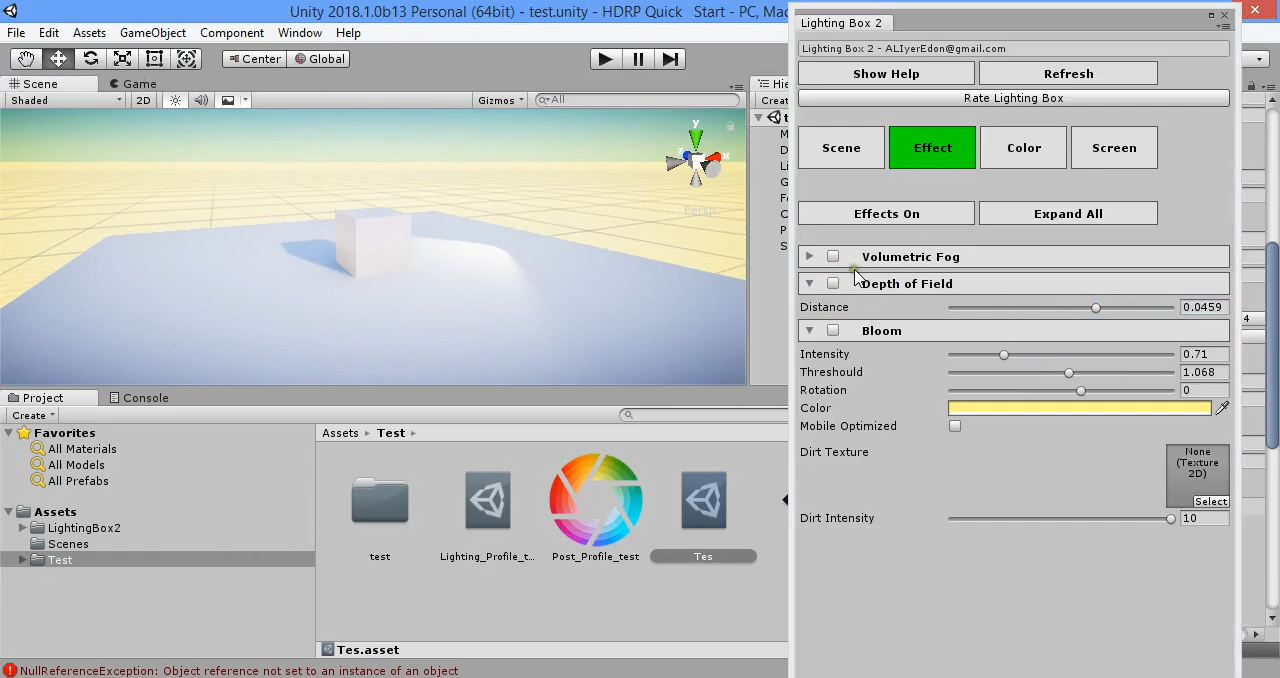 Unity 2018.1.0b13 Personal (64bit) - test.unity - HDRP Quick Start - PC, Mac
File Edit Assets GameObject Component Window Help
Center Global
Scene Game
Shaded 2D Gizmos All
Hie
Creat
y
x
Persp
Project Console
Create
Favorites
All Materials
All Models
All Prefabs
Assets
LightingBox2
Scenes
Test
Assets Test
test Lighting_Profile_t... Post_Profile_test Tes
Tes.asset
NullReferenceException: Object reference not set to an instance of an object
Lighting Box 2
Lighting Box 2 - ALIyerEdon@gmail.com
Show Help Refresh
Rate Lighting Box
Scene Effect Color Screen
Effects On Expand All
Volumetric Fog
Depth of Field
Distance 0.0459
Bloom
Intensity 0.71
Threshould 1.068
Rotation 0
Color
Mobile Optimized
Dirt Texture
None
(Texture
2D)
Select
Dirt Intensity 10
4